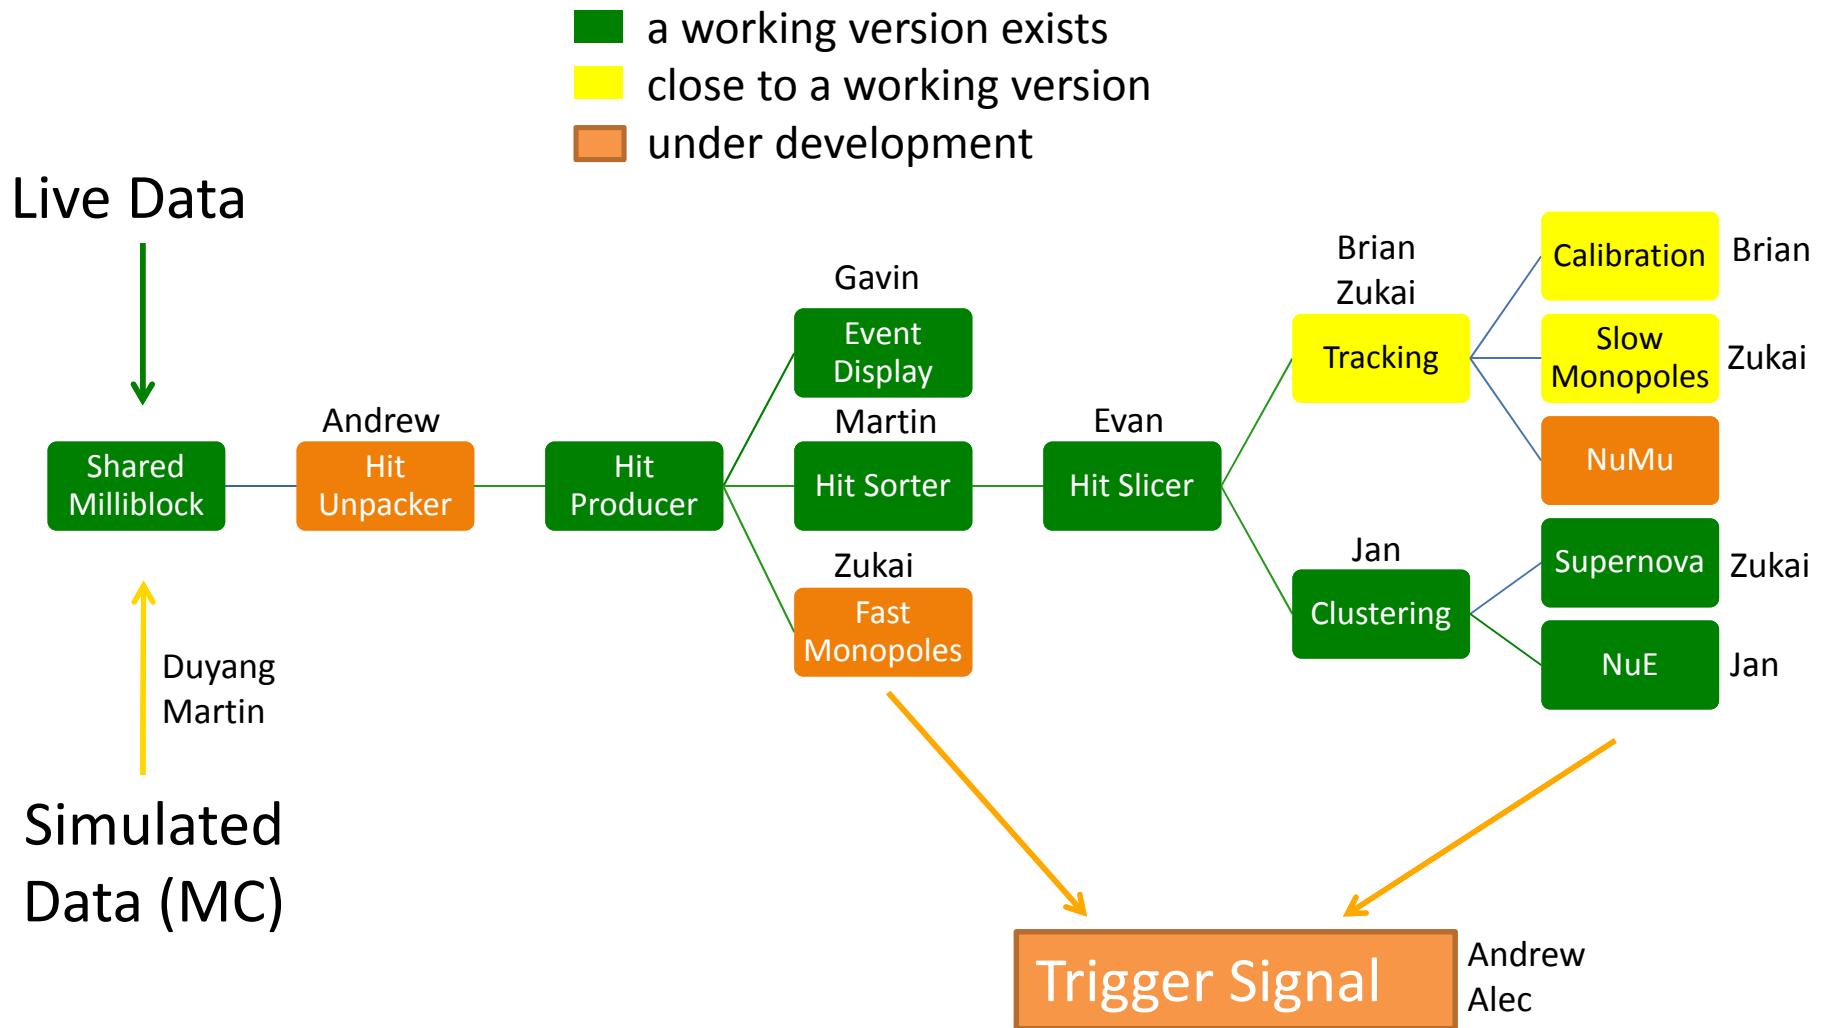 a working version exists
close to a working version
under development
Live Data
Shared
Milliblock
Duyang
Martin
Simulated
Data (MC)
Andrew
Hit
Unpacker
Hit
Producer
Gavin
Event
Display
Martin
Hit Sorter
Zukai
Fast
Monopoles
Evan
Hit Slicer
Brian
Zukai
Tracking
Jan
Clustering
Calibration
Brian
Slow
Monopoles
Zukai
NuMu
Supernova
Zukai
NuE
Jan
Trigger Signal
Andrew
Alec